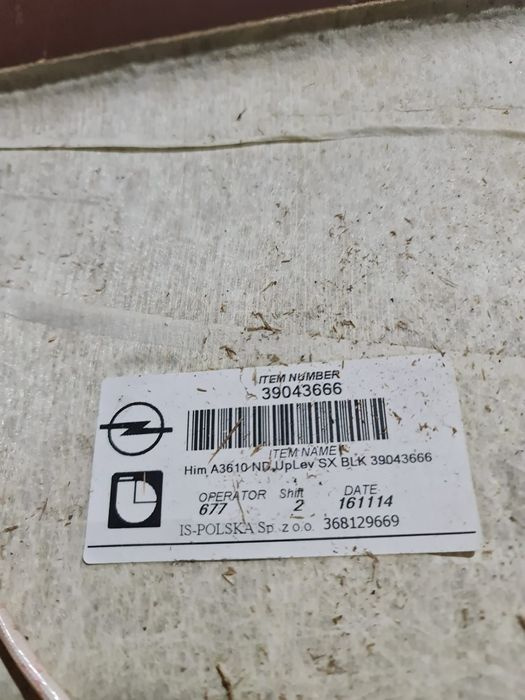 ITEM NUMBER
39043666
ITEM NAME
Him A3610 ND UpLev SX BLK 39043666
OPERATOR Shift DATE
677 2 161114
IS-POLSKA Sp. z o.o. 368129669